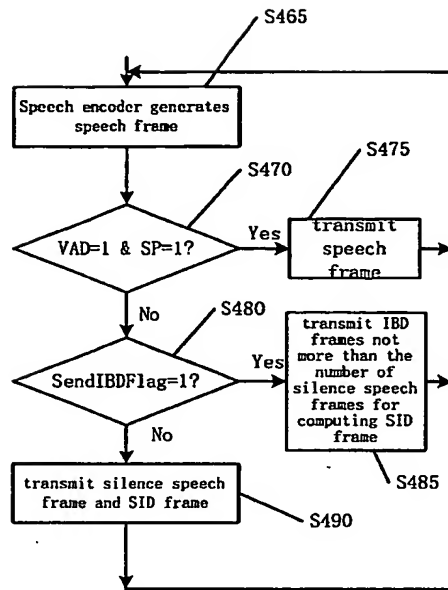 S465
Speech encoder generates
speech frame
S470
S475
VAD=1 & SP=1?
Yes
transmit
speech
frame
No
S480
SendIBDFlag=1?
Yes
transmit IBD
frames not
more than the
number of
silence speech
frames for
computing SID
frame
No
S485
transmit silence speech
frame and SID frame
S490